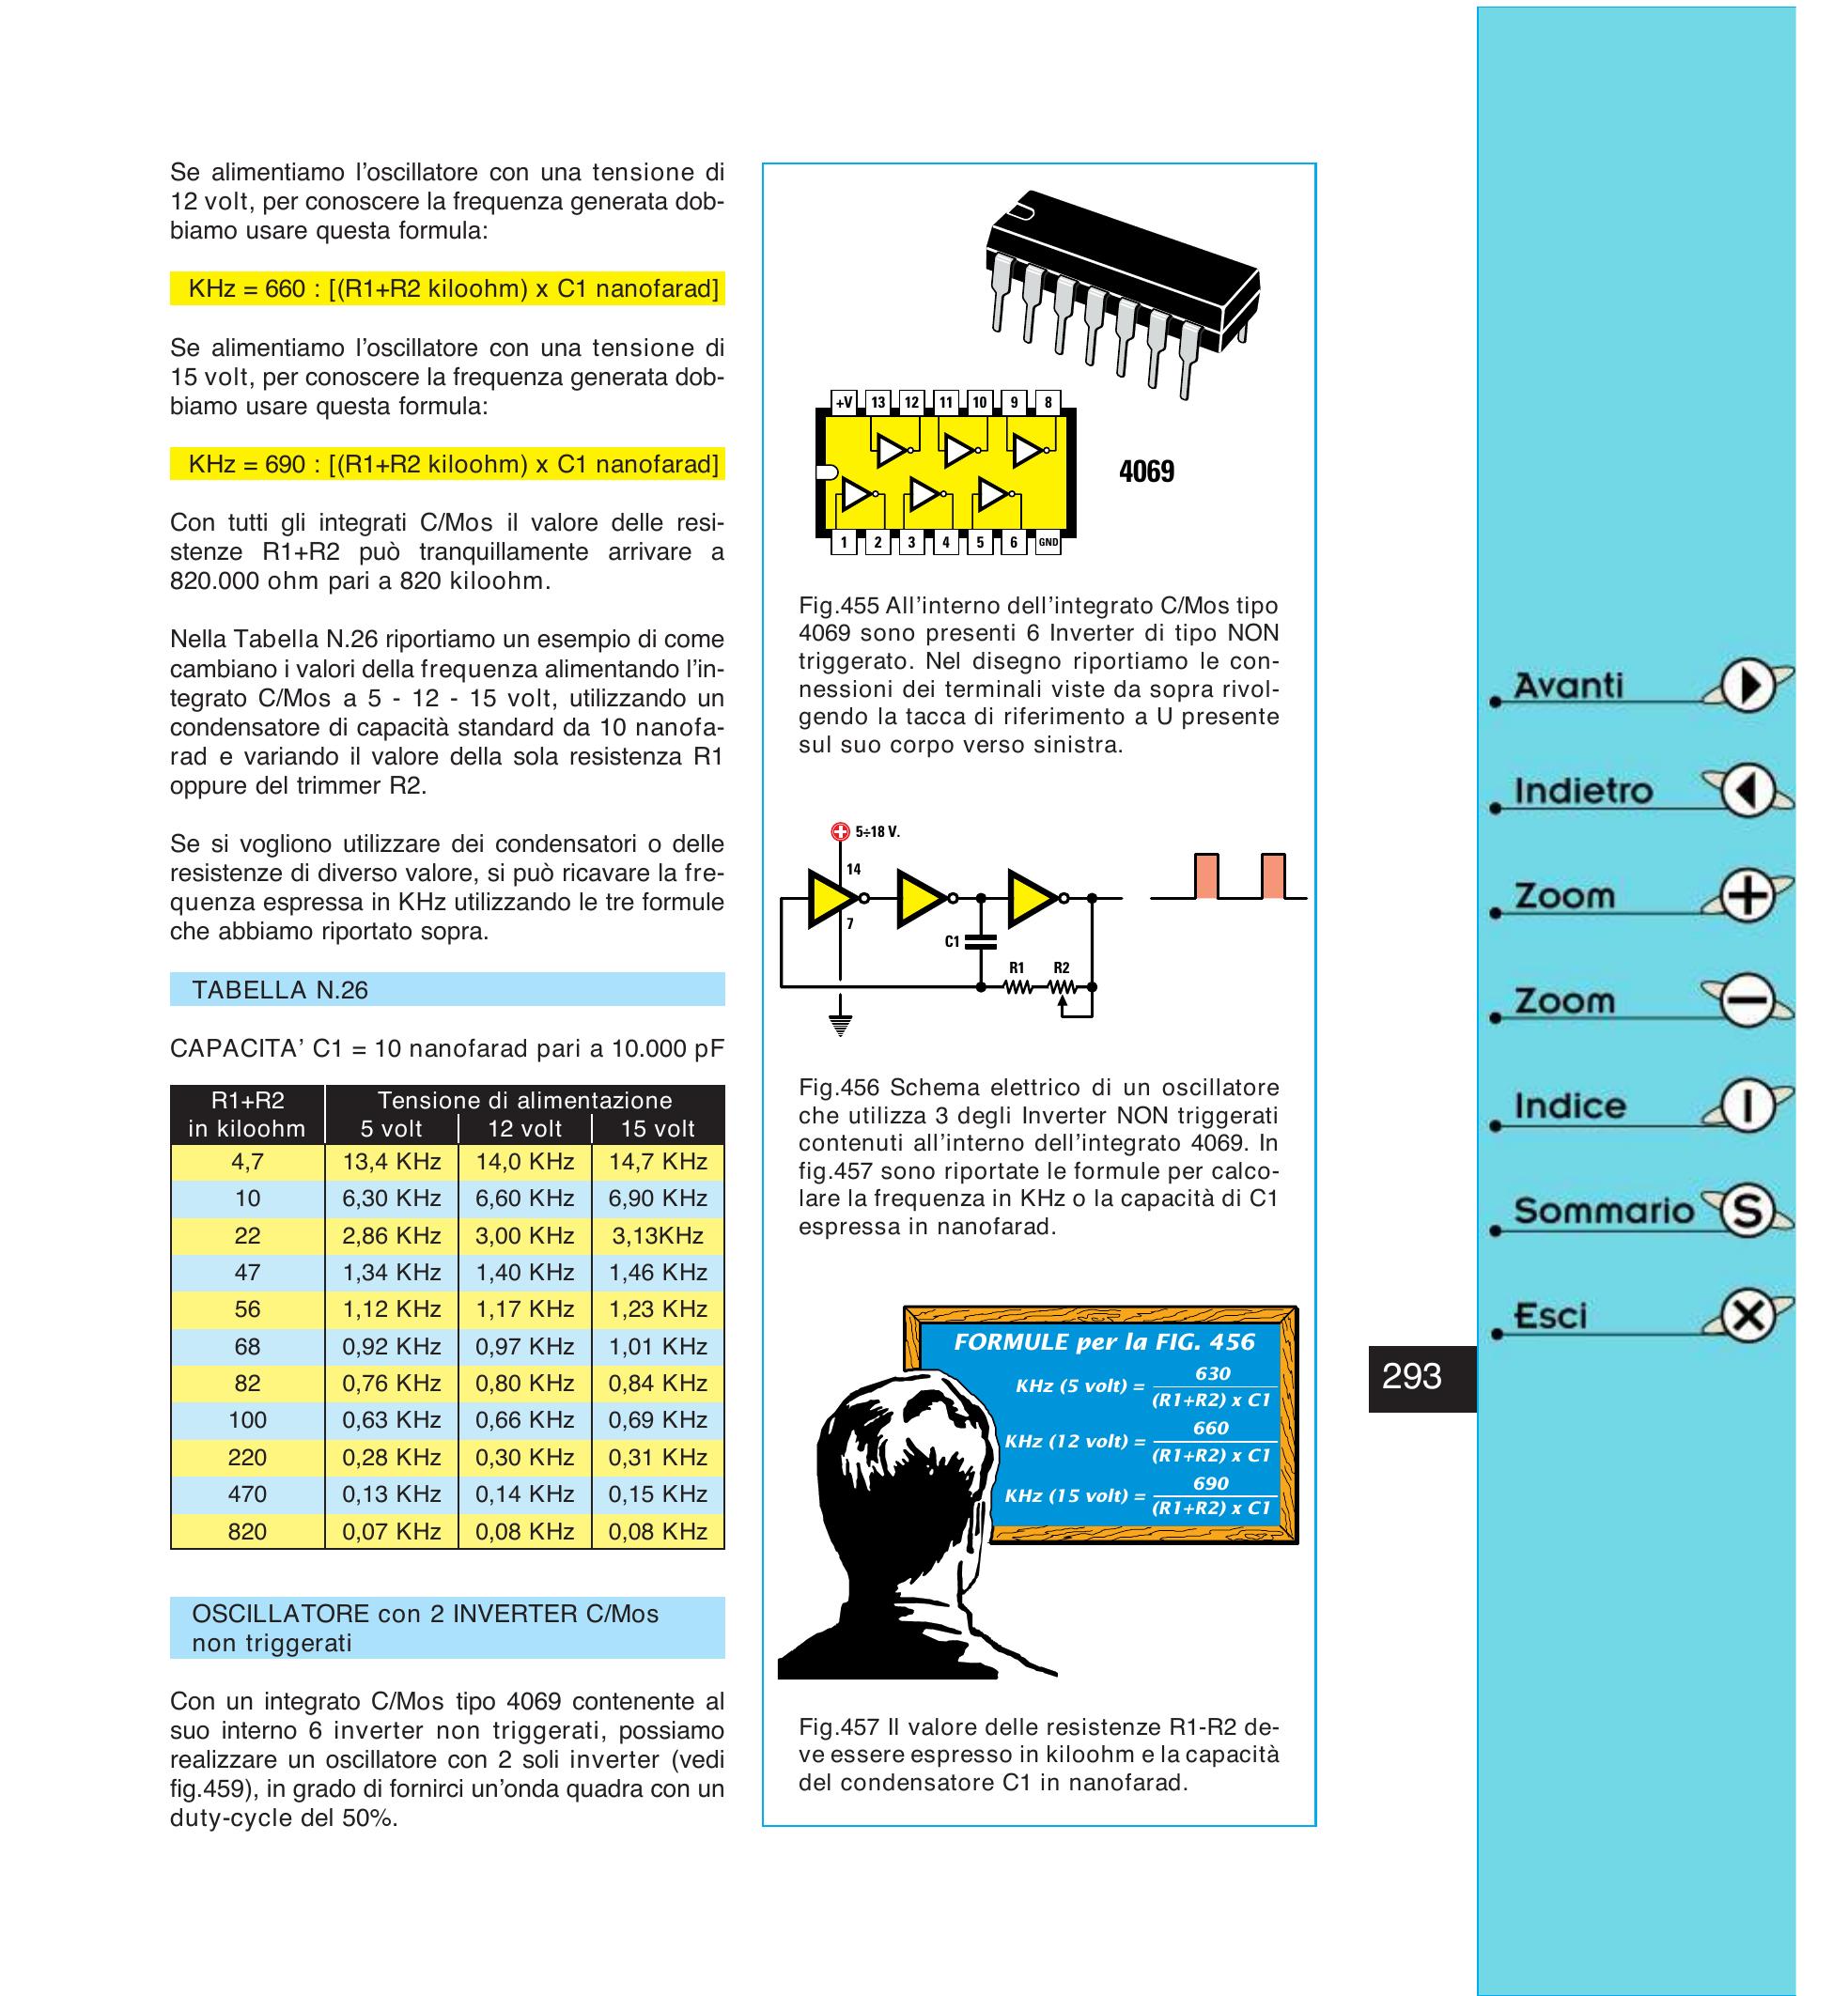 Se alimentiamo l'oscillatore con una tensione di
12 volt, per conoscere la frequenza generata dob-
biamo usare questa formula:
KHz = 660 : [(R1+R2 kiloohm) x C1 nanofarad]
Se alimentiamo l'oscillatore con una tensione di
15 volt, per conoscere la frequenza generata dob-
biamo usare questa formula:
KHz = 690 : [(R1+R2 kiloohm) x C1 nanofarad]
Con tutti gli integrati C/Mos il valore delle resi-
stenze R1+R2 può tranquillamente arrivare a
820.000 ohm pari a 820 kiloohm.
Nella Tabella N.26 riportiamo un esempio di come
cambiano i valori della frequenza alimentando l'in-
tegrato C/Mos a 5 - 12 - 15 volt, utilizzando un
condensatore di capacità standard da 10 nanofa-
rad e variando il valore della sola resistenza R1
oppure del trimmer R2.
Se si vogliono utilizzare dei condensatori o delle
resistenze di diverso valore, si può ricavare la fre-
quenza espressa in KHz utilizzando le tre formule
che abbiamo riportato sopra.
TABELLA N.26
CAPACITA' C1 = 10 nanofarad pari a 10.000 pF
R1+R2 Tensione di alimentazione
in kiloohm 5 volt 12 volt 15 volt
4,7 13,4 KHz 14,0 KHz 14,7 KHz
10 6,30 KHz 6,60 KHz 6,90 KHz
22 2,86 KHz 3,00 KHz 3,13KHz
47 1,34 KHz 1,40 KHz 1,46 KHz
56 1,12 KHz 1,17 KHz 1,23 KHz
68 0,92 KHz 0,97 KHz 1,01 KHz
82 0,76 KHz 0,80 KHz 0,84 KHz
100 0,63 KHz 0,66 KHz 0,69 KHz
220 0,28 KHz 0,30 KHz 0,31 KHz
470 0,13 KHz 0,14 KHz 0,15 KHz
820 0,07 KHz 0,08 KHz 0,08 KHz
OSCILLATORE con 2 INVERTER C/Mos
non triggerati
Con un integrato C/Mos tipo 4069 contenente al
suo interno 6 inverter non triggerati, possiamo
realizzare un oscillatore con 2 soli inverter (vedi
fig.459), in grado di fornirci un'onda quadra con un
duty-cycle del 50%.
+V 13 12 11 10 9 8
4069
1 2 3 4 5 6 GND
Fig.455 All'interno dell'integrato C/Mos tipo
4069 sono presenti 6 Inverter di tipo NON
triggerato. Nel disegno riportiamo le con-
nessioni dei terminali viste da sopra rivol-
gendo la tacca di riferimento a U presente
sul suo corpo verso sinistra.
5÷18 V.
14
7
C1
R1 R2
Fig.456 Schema elettrico di un oscillatore
che utilizza 3 degli Inverter NON triggerati
contenuti all'interno dell'integrato 4069. In
fig.457 sono riportate le formule per calco-
lare la frequenza in KHz o la capacità di C1
espressa in nanofarad.
FORMULE per la FIG. 456
630
KHz (5 volt) =
(R1+R2) x C1
660
KHz (12 volt) =
(R1+R2) x C1
690
KHz (15 volt) =
(R1+R2) x C1
Fig.457 Il valore delle resistenze R1-R2 de-
ve essere espresso in kiloohm e la capacità
del condensatore C1 in nanofarad.
293
Avanti
Indietro
Zoom +
Zoom −
Indice I
Sommario S
Esci X